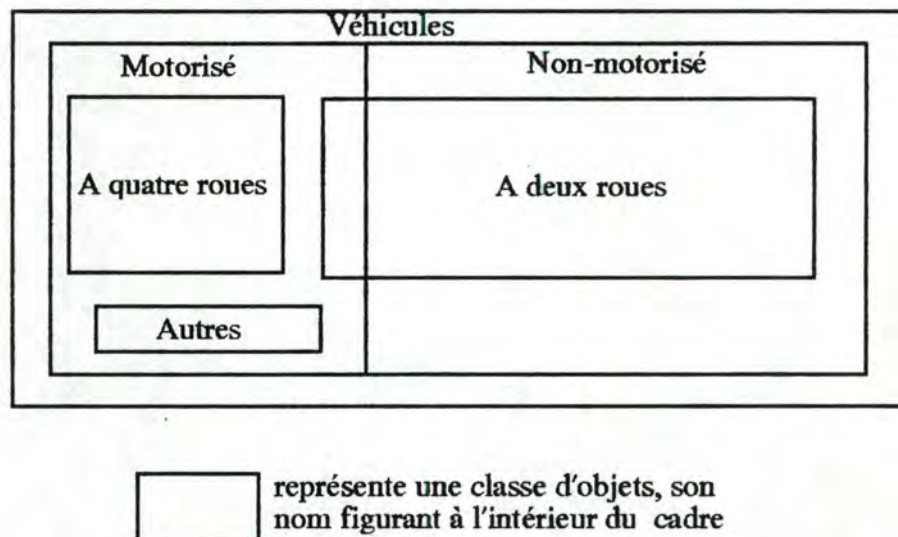 Véhicules
Motorisé
Non-motorisé
A quatre roues
A deux roues
Autres
représente une classe d'objets, son
nom figurant à l'intérieur du cadre